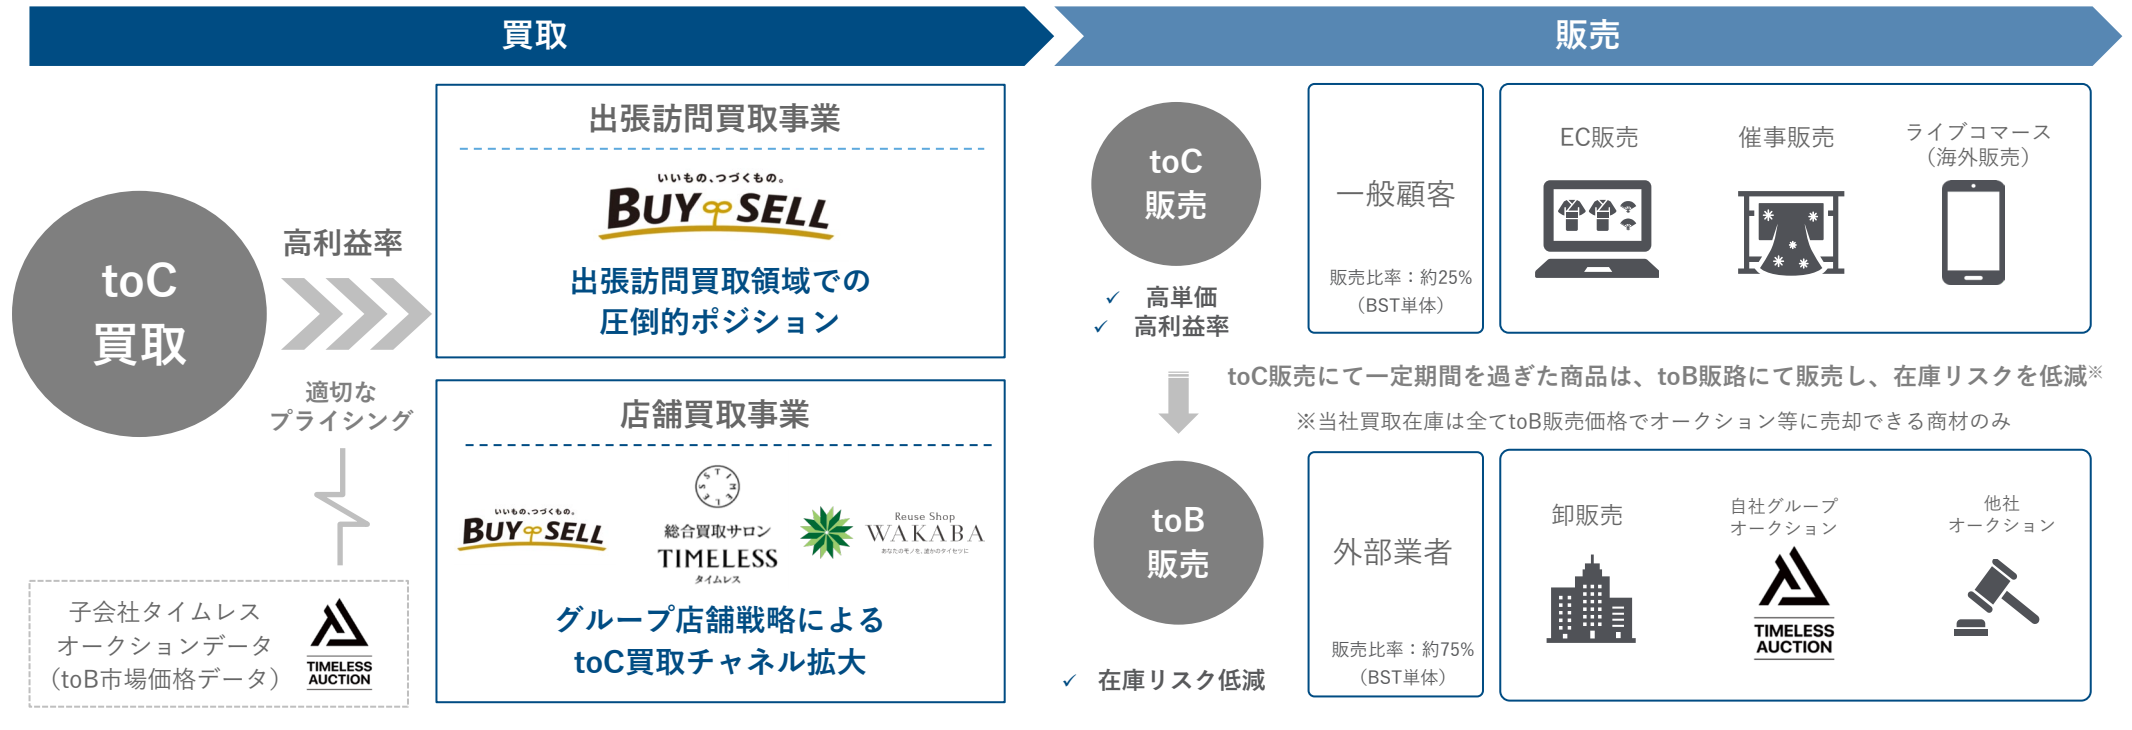 買取
販売
toC
買取
高利益率
適切な
プライシング
子会社タイムレス
オークションデータ
（toB市場価格データ）
TIMELESS
AUCTION
出張訪問買取事業
いいもの、つづくもの。
BUY SELL
出張訪問買取領域での
圧倒的ポジション
店舗買取事業
いいもの、つづくもの。
BUY SELL
TIMELESS
総合買取サロン
TIMELESS
タイムレス
Reuse Shop
WAKABA
あなたのモノを、誰かのタイセツに
グループ店舗戦略による
toC買取チャネル拡大
toC
販売
✓ 高単価
✓ 高利益率
一般顧客
販売比率：約25%
（BST単体）
EC販売
催事販売
ライブコマース
（海外販売）
toC販売にて一定期間を過ぎた商品は、toB販路にて販売し、在庫リスクを低減※
※当社買取在庫は全てtoB販売価格でオークション等に売却できる商材のみ
toB
販売
✓ 在庫リスク低減
外部業者
販売比率：約75%
（BST単体）
卸販売
自社グループ
オークション
TIMELESS
AUCTION
他社
オークション